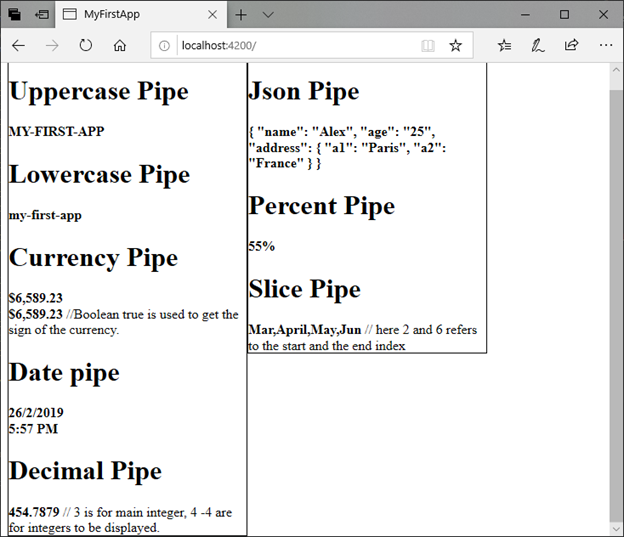 MyFirstApp
localhost:4200/
Uppercase Pipe
MY-FIRST-APP
Lowercase Pipe
my-first-app
Currency Pipe
$6,589.23
$6,589.23 //Boolean true is used to get the
sign of the currency.
Date pipe
26/2/2019
5:57 PM
Decimal Pipe
454.7879 // 3 is for main integer, 4 -4 are
for integers to be displayed.
Json Pipe
{ "name": "Alex", "age": "25",
"address": { "a1": "Paris", "a2":
"France" } }
Percent Pipe
55%
Slice Pipe
Mar,April,May,Jun // here 2 and 6 refers
to the start and the end index